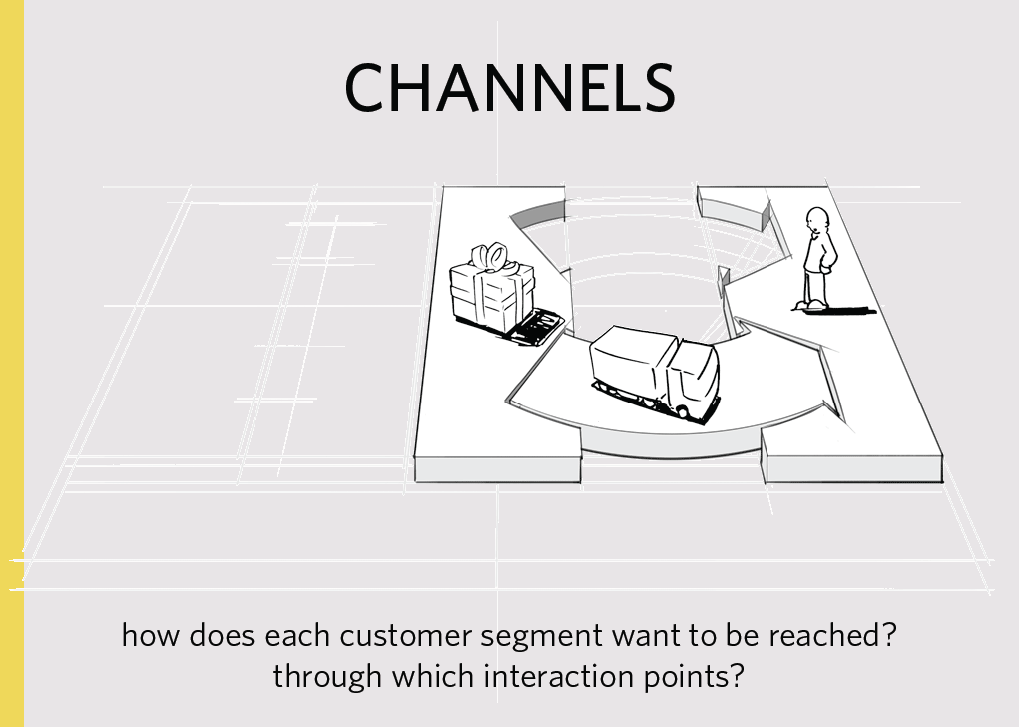 CHANNELS
how does each customer segment want to be reached?
through which interaction points?